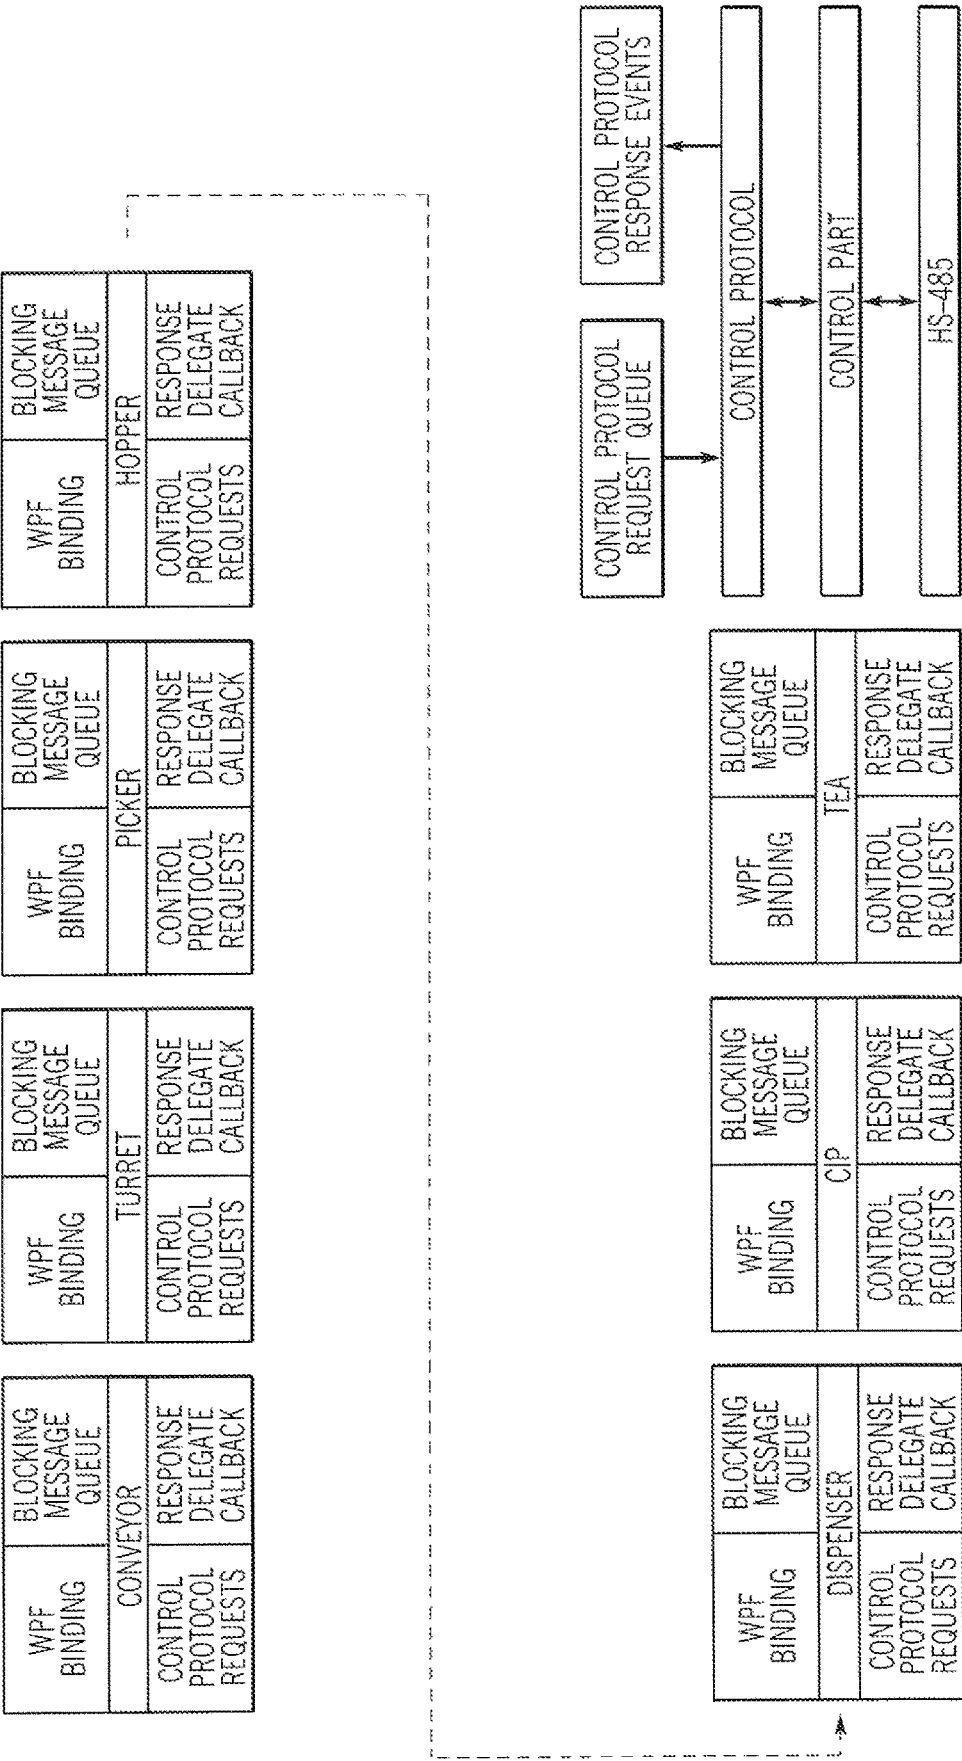 WPF
BINDING
BLOCKING
MESSAGE
QUEUE
CONVEYOR
CONTROL
PROTOCOL
REQUESTS
RESPONSE
DELEGATE
CALLBACK
WPF
BINDING
BLOCKING
MESSAGE
QUEUE
TURRET
CONTROL
PROTOCOL
REQUESTS
RESPONSE
DELEGATE
CALLBACK
WPF
BINDING
BLOCKING
MESSAGE
QUEUE
PICKER
CONTROL
PROTOCOL
REQUESTS
RESPONSE
DELEGATE
CALLBACK
WPF
BINDING
BLOCKING
MESSAGE
QUEUE
HOPPER
CONTROL
PROTOCOL
REQUESTS
RESPONSE
DELEGATE
CALLBACK
WPF
BINDING
BLOCKING
MESSAGE
QUEUE
DISPENSER
CONTROL
PROTOCOL
REQUESTS
RESPONSE
DELEGATE
CALLBACK
WPF
BINDING
BLOCKING
MESSAGE
QUEUE
CIP
CONTROL
PROTOCOL
REQUESTS
RESPONSE
DELEGATE
CALLBACK
WPF
BINDING
BLOCKING
MESSAGE
QUEUE
TEA
CONTROL
PROTOCOL
REQUESTS
RESPONSE
DELEGATE
CALLBACK
CONTROL PROTOCOL
REQUEST QUEUE
CONTROL PROTOCOL
RESPONSE EVENTS
CONTROL PROTOCOL
CONTROL PART
HS-485